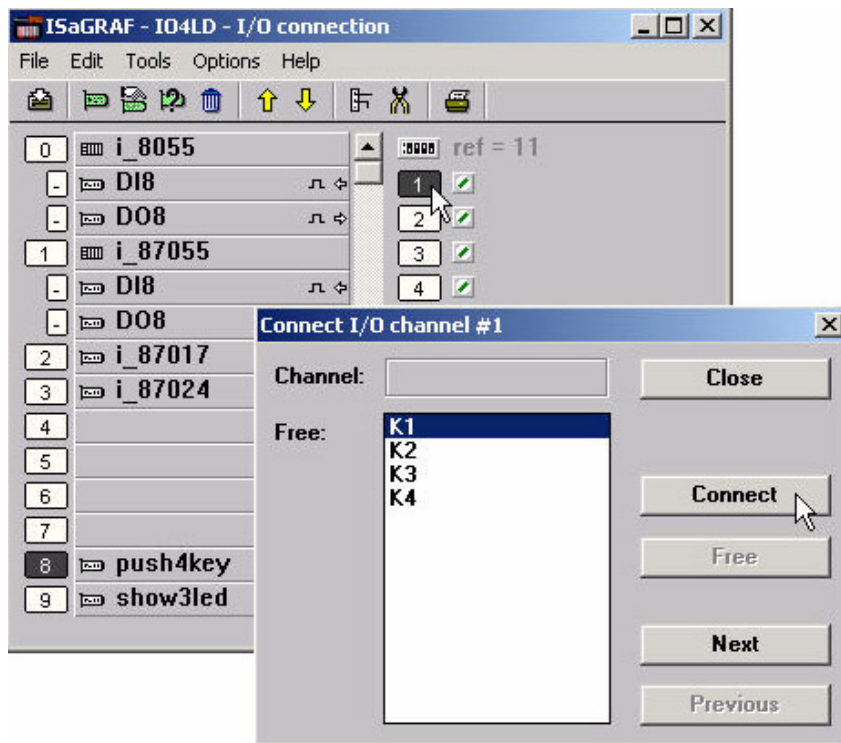 ISaGRAF - IO4LD - I/O connection
File Edit Tools Options Help
0 i_8055
- DI8
- DO8
1 i_87055
- DI8
- DO8
2 i_87017
3 i_87024
4
5
6
7
8 push4key
9 show3led
ref = 11
1
2
3
4
Connect I/O channel #1
Channel:
Close
Free:
K1
K2
K3
K4
Connect
Free
Next
Previous